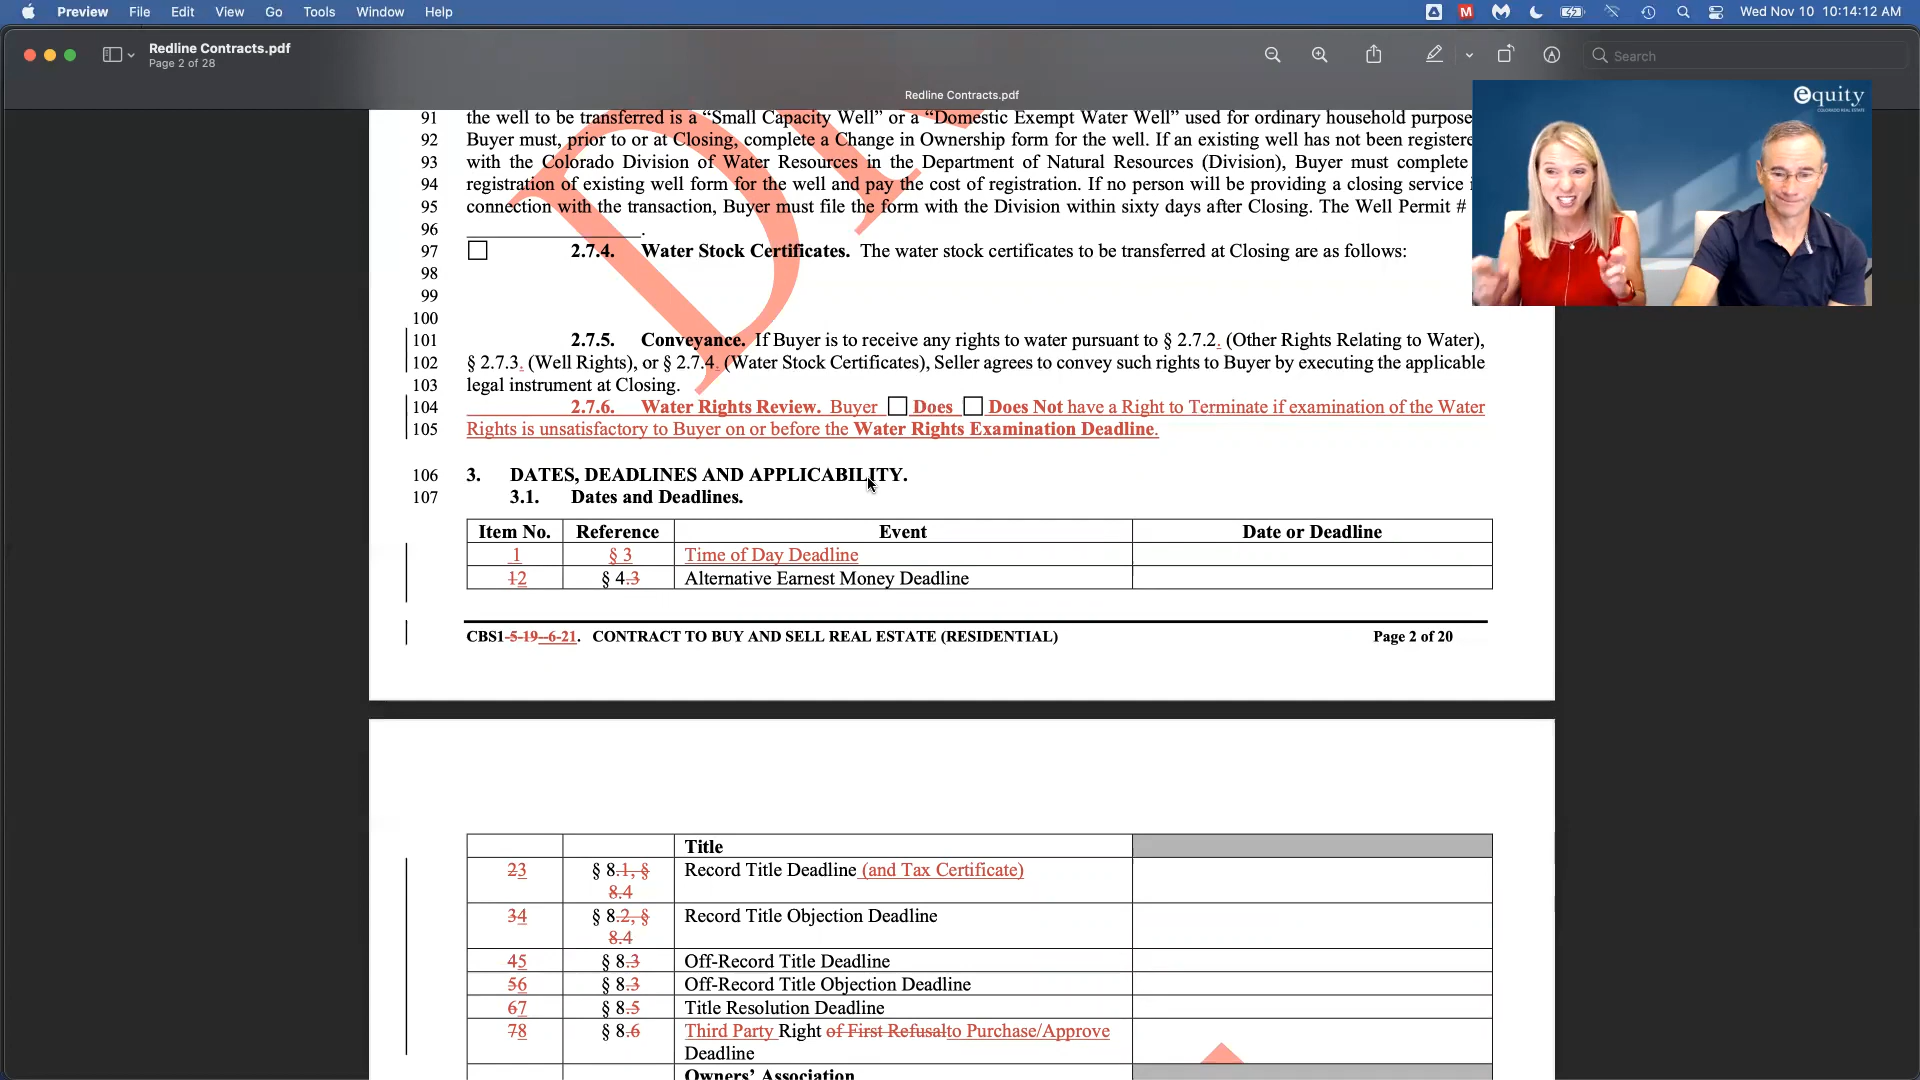 Preview File Edit View Go Tools Window Help
Wed Nov 10 10:14:12 AM
Redline Contracts.pdf
Page 2 of 28
Search
Redline Contracts.pdf
equity
COLORADO REAL ESTATE
91 the well to be transferred is a “Small Capacity Well” or a “Domestic Exempt Water Well” used for ordinary household purpose
92 Buyer must, prior to or at Closing, complete a Change in Ownership form for the well. If an existing well has not been registere
93 with the Colorado Division of Water Resources in the Department of Natural Resources (Division), Buyer must complete
94 registration of existing well form for the well and pay the cost of registration. If no person will be providing a closing service
95 connection with the transaction, Buyer must file the form with the Division within sixty days after Closing. The Well Permit #
96 ____________________.
97 2.7.4. Water Stock Certificates. The water stock certificates to be transferred at Closing are as follows:
98
99
100
101 2.7.5. Conveyance. If Buyer is to receive any rights to water pursuant to § 2.7.2. (Other Rights Relating to Water),
102 § 2.7.3. (Well Rights), or § 2.7.4. (Water Stock Certificates), Seller agrees to convey such rights to Buyer by executing the applicable
103 legal instrument at Closing.
104 2.7.6. Water Rights Review. Buyer Does Does Not have a Right to Terminate if examination of the Water
105 Rights is unsatisfactory to Buyer on or before the Water Rights Examination Deadline.
106 3. DATES, DEADLINES AND APPLICABILITY.
107 3.1. Dates and Deadlines.
Item No. Reference Event Date or Deadline
1 § 3 Time of Day Deadline
12 § 4.3 Alternative Earnest Money Deadline
CBS1-5-19--6-21. CONTRACT TO BUY AND SELL REAL ESTATE (RESIDENTIAL) Page 2 of 20
Title
23 § 8.1, § 8.4 Record Title Deadline (and Tax Certificate)
34 § 8.2, § 8.4 Record Title Objection Deadline
45 § 8.3 Off-Record Title Deadline
56 § 8.3 Off-Record Title Objection Deadline
67 § 8.5 Title Resolution Deadline
78 § 8.6 Third Party Right of First Refusalto Purchase/Approve
Deadline
Owners’ Association